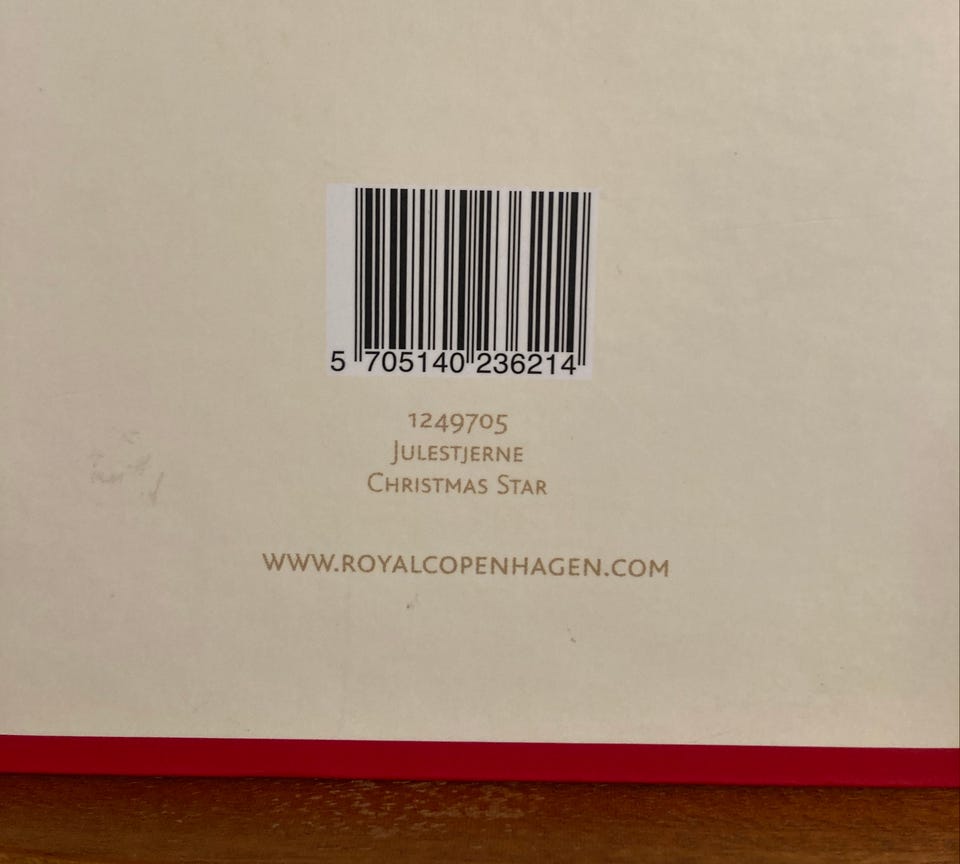 5 705140 236214
1249705
Julestjerne
Christmas Star
www.royalcopenhagen.com